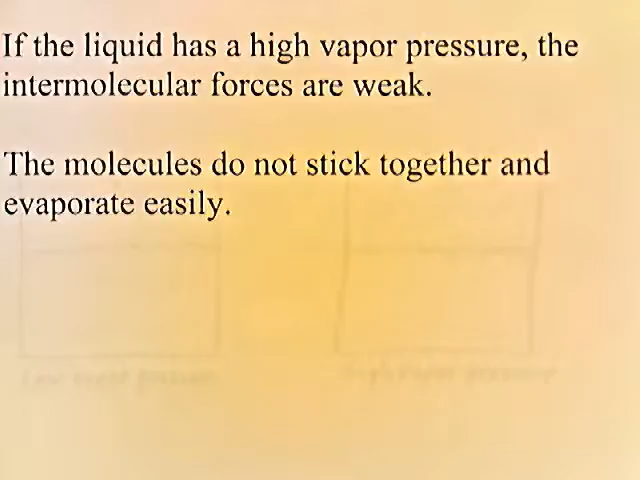 If the liquid has a high vapor pressure, the
intermolecular forces are weak.
The molecules do not stick together and
evaporate easily.